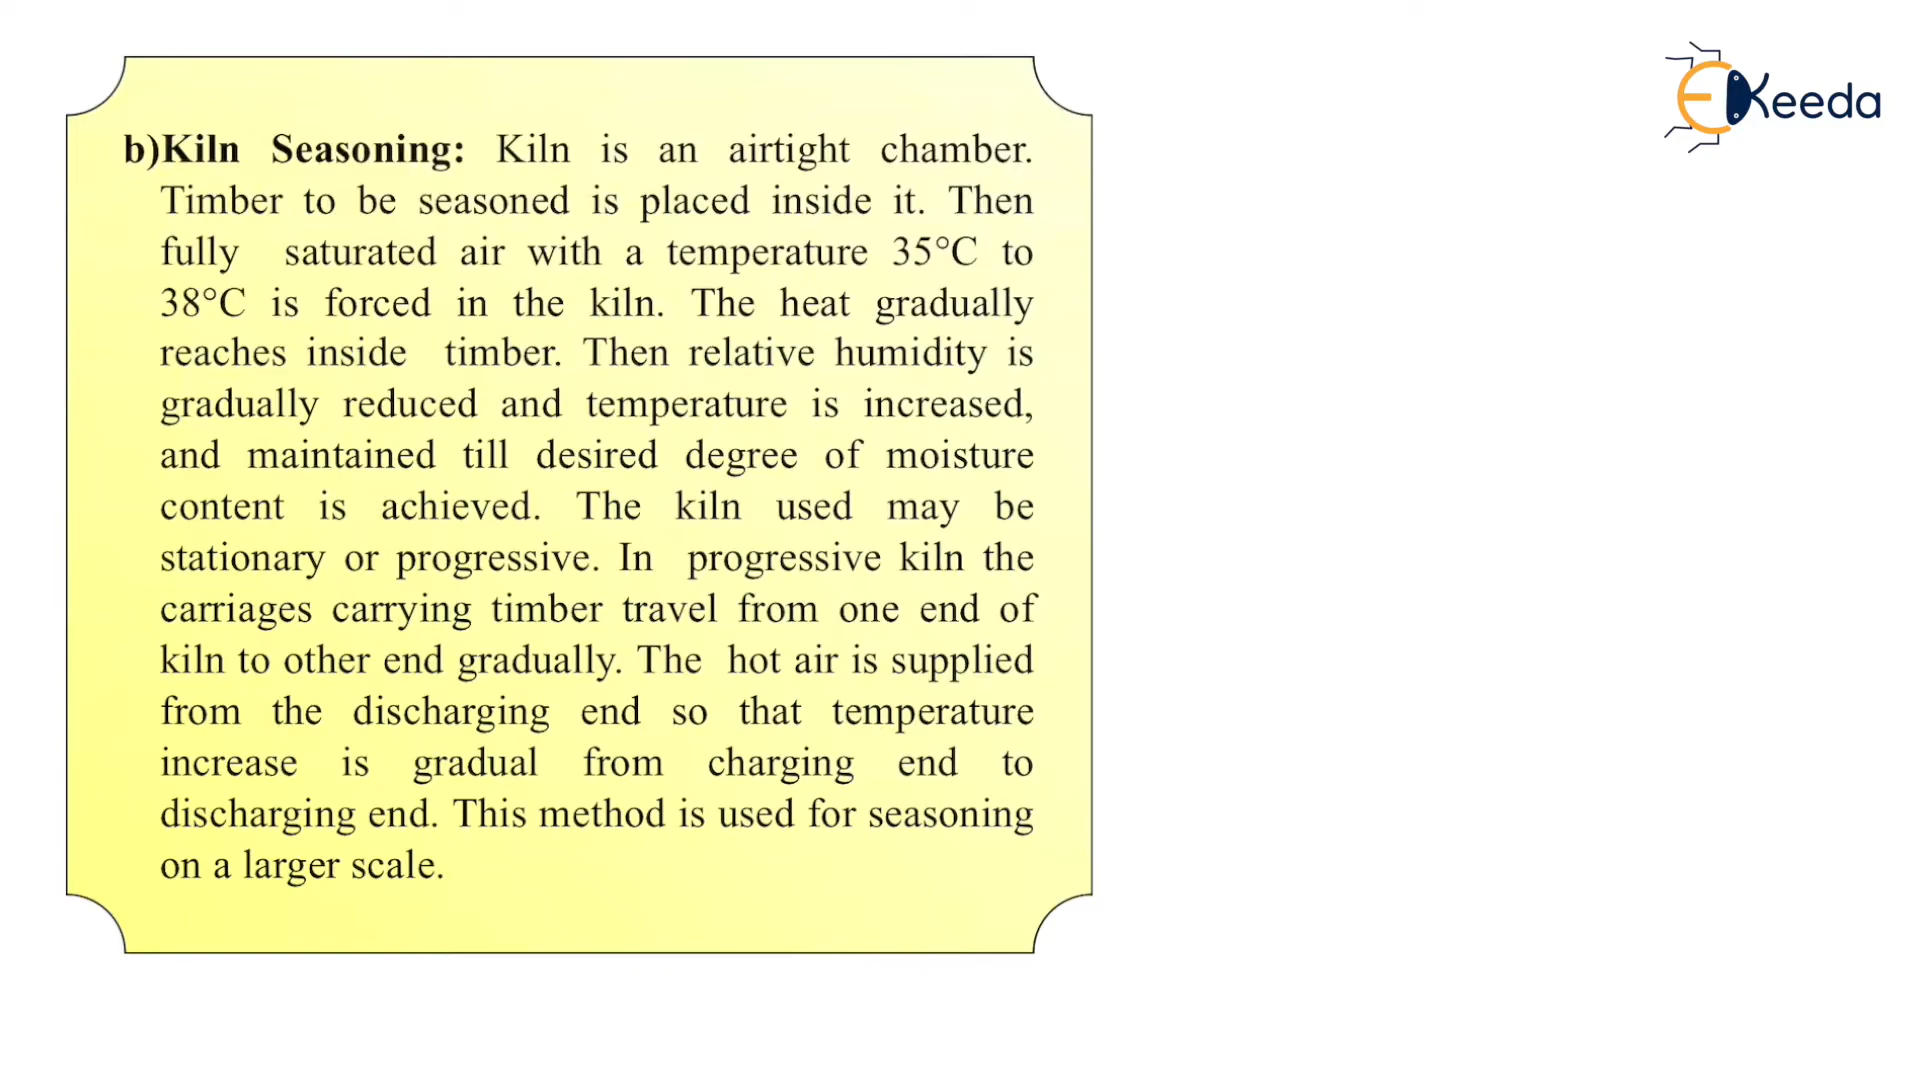 b)Kiln Seasoning: Kiln is an airtight chamber.
Timber to be seasoned is placed inside it. Then
fully saturated air with a temperature 35°C to
38°C is forced in the kiln. The heat gradually
reaches inside timber. Then relative humidity is
gradually reduced and temperature is increased,
and maintained till desired degree of moisture
content is achieved. The kiln used may be
stationary or progressive. In progressive kiln the
carriages carrying timber travel from one end of
kiln to other end gradually. The hot air is supplied
from the discharging end so that temperature
increase is gradual from charging end to
discharging end. This method is used for seasoning
on a larger scale.
EKeeda